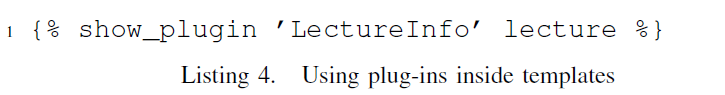 1 {% show_plugin ′LectureInfo′ lecture %}
Listing 4. Using plug-ins inside templates